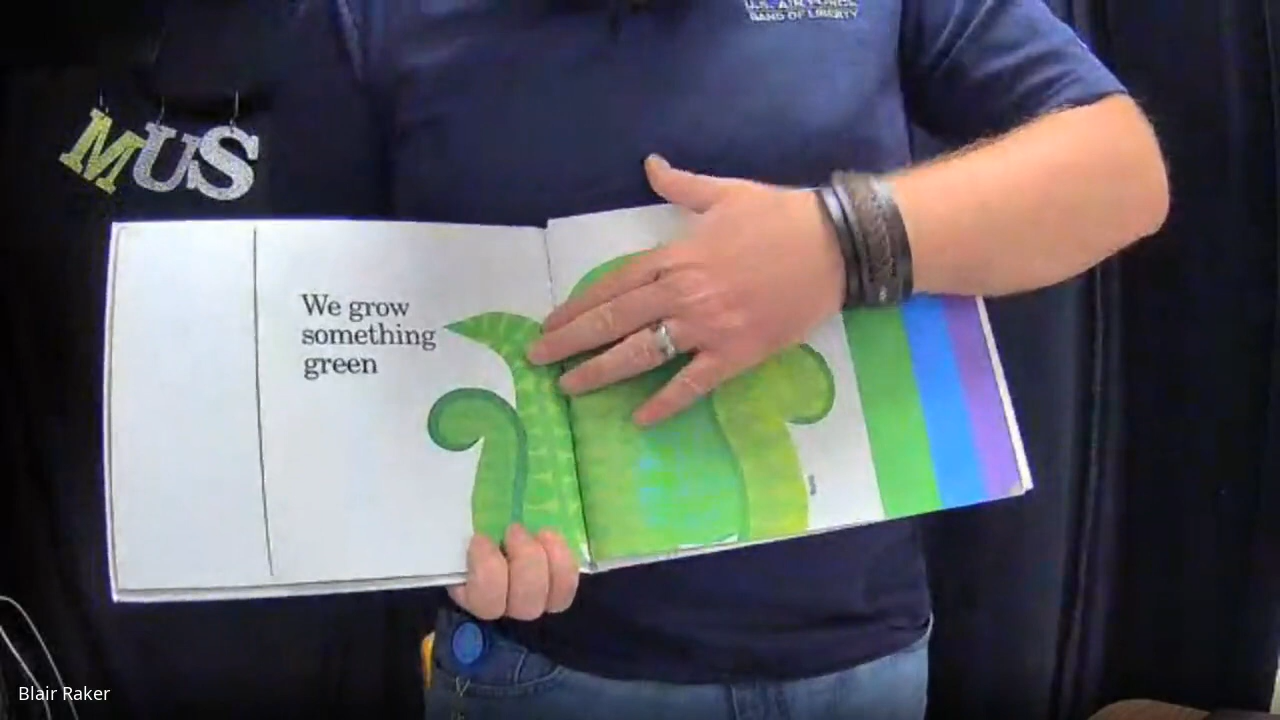 U.S. AIR FORCE
BAND OF LIBERTY
MUS
We grow
something
green
Blair Raker